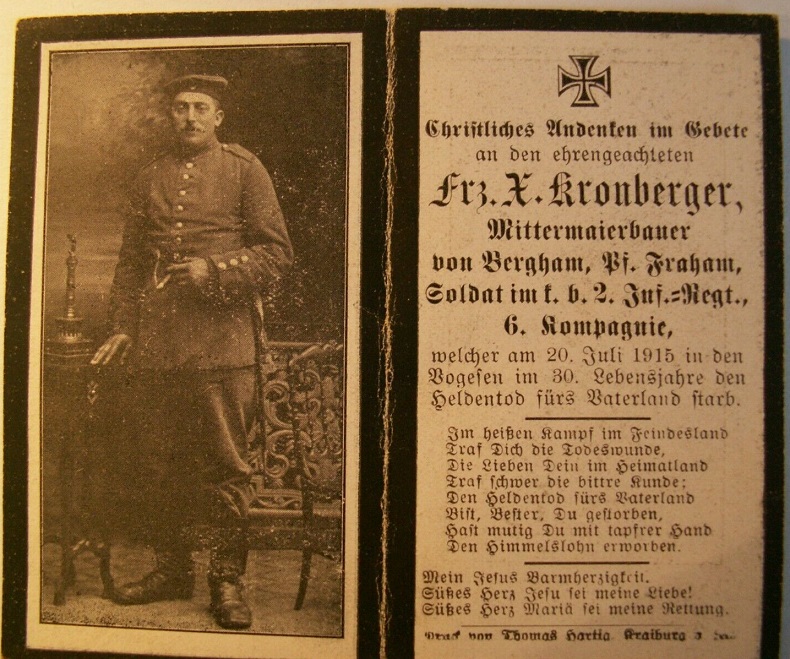 Christliches Andenken im Gebete
an den ehrengeachteten
Frz. X. Kronberger,
Mittermaierbauer
von Bergham, Pf. Fraham,
Soldat im k. b. 2. Inf.=Regt.,
6. Kompagnie,
welcher am 20. Juli 1915 in den
Vogesen im 30. Lebensjahre den
Heldentod fürs Vaterland starb.
Im heißen Kampf im Feindesland
Traf Dich die Todeswunde,
Die Lieben Dein im Heimatland
Traf schwer die bittre Kunde;
Den Heldentod fürs Vaterland
Bist, Bester, Du gestorben,
Hast mutig Du mit tapfrer Hand
Den Himmelslohn erworben.
Mein Jesus Barmherzigkeit.
Süßes Herz Jesu sei meine Liebe!
Süßes Herz Mariä sei meine Rettung.
Druck von Thomas Hartig, Kraiburg